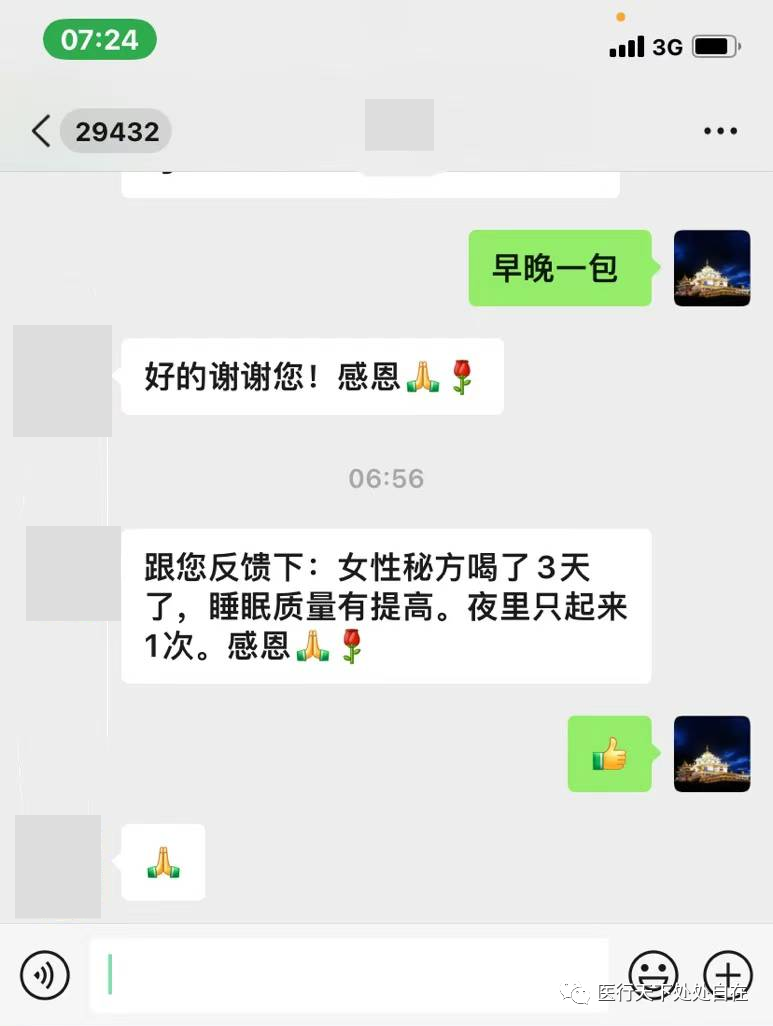 07:24
3G
29432
早晚一包
好的谢谢您！感恩🙏🌹
06:56
跟您反馈下：女性秘方喝了3天
了，睡眠质量有提高。夜里只起来
1次。感恩🙏🌹
👍
🙏
医行天下处处自在